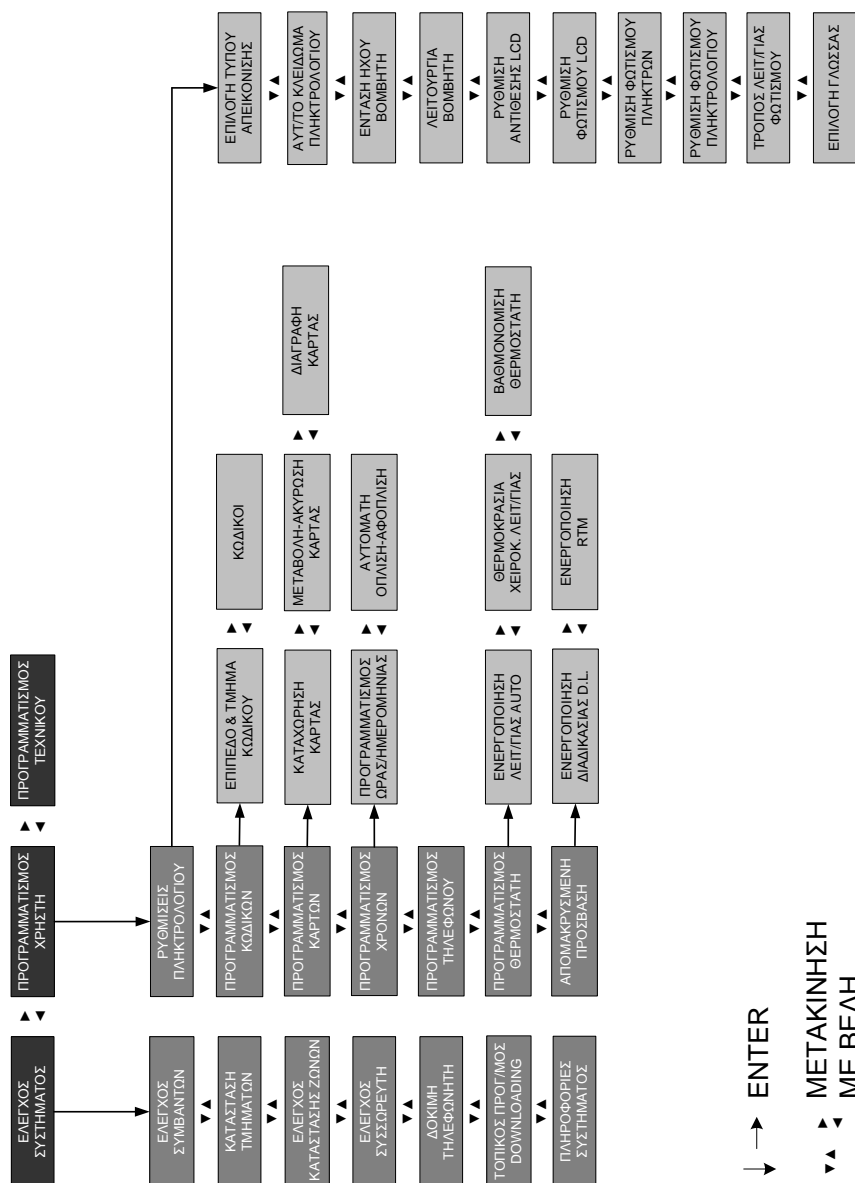 ΕΛΕΓΧΟΣ
ΣΥΣΤΗΜΑΤΟΣ
ΠΡΟΓΡΑΜΜΑΤΙΣΜΟΣ
ΧΡΗΣΤΗ
ΠΡΟΓΡΑΜΜΑΤΙΣΜΟΣ
ΤΕΧΝΙΚΟΥ
ΕΛΕΓΧΟΣ
ΣΥΜΒΑΝΤΩΝ
ΚΑΤΑΣΤΑΣΗ
ΤΜΗΜΑΤΩΝ
ΕΛΕΓΧΟΣ
ΚΑΤΑΣΤΑΣΗΣ ΖΩΝΩΝ
ΕΛΕΓΧΟΣ
ΣΥΣΣΩΡΕΥΤΗ
ΔΟΚΙΜΗ
ΤΗΛΕΦΩΝΗΤΗ
ΤΟΠΙΚΟΣ ΠΡΟΓ/ΜΟΣ
DOWNLOADING
ΠΛΗΡΟΦΟΡΙΕΣ
ΣΥΣΤΗΜΑΤΟΣ
ΡΥΘΜΙΣΕΙΣ
ΠΛΗΚΤΡΟΛΟΓΙΟΥ
ΠΡΟΓΡΑΜΜΑΤΙΣΜΟΣ
ΚΩΔΙΚΩΝ
ΕΠΙΠΕΔΟ & ΤΜΗΜΑ
ΚΩΔΙΚΟΥ
ΚΩΔΙΚΟΙ
ΠΡΟΓΡΑΜΜΑΤΙΣΜΟΣ
ΚΑΡΤΩΝ
ΚΑΤΑΧΩΡΗΣΗ
ΚΑΡΤΑΣ
ΜΕΤΑΒΟΛΗ-ΑΚΥΡΩΣΗ
ΚΑΡΤΑΣ
ΔΙΑΓΡΑΦΗ
ΚΑΡΤΑΣ
ΠΡΟΓΡΑΜΜΑΤΙΣΜΟΣ
ΧΡΟΝΩΝ
ΠΡΟΓΡΑΜΜΑΤΙΣΜΟΣ
ΩΡΑΣ/ΗΜΕΡΟΜΗΝΙΑΣ
ΑΥΤΟΜΑΤΗ
ΟΠΛΙΣΗ-ΑΦΟΠΛΙΣΗ
ΠΡΟΓΡΑΜΜΑΤΙΣΜΟΣ
ΤΗΛΕΦΩΝΟΥ
ΠΡΟΓΡΑΜΜΑΤΙΣΜΟΣ
ΘΕΡΜΟΣΤΑΤΗ
ΕΝΕΡΓΟΠΟΙΗΣΗ
ΛΕΙΤ/ΓΙΑΣ AUTO
ΘΕΡΜΟΚΡΑΣΙΑ
ΧΕΙΡΟΚ. ΛΕΙΤ/ΓΙΑΣ
ΒΑΘΜΟΝΟΜΙΣΗ
ΘΕΡΜΟΣΤΑΤΗ
ΑΠΟΜΑΚΡΥΣΜΕΝΗ
ΠΡΟΣΒΑΣΗ
ΕΝΕΡΓΟΠΟΙΗΣΗ
ΔΙΑΔΙΚΑΣΙΑΣ D.L.
ΕΝΕΡΓΟΠΟΙΗΣΗ
RTM
ΕΠΙΛΟΓΗ ΤΥΠΟΥ
ΑΠΕΙΚΟΝΙΣΗΣ
ΑΥΤ/ΤΟ ΚΛΕΙΔΩΜΑ
ΠΛΗΚΤΡΟΛΟΓΙΟΥ
ΕΝΤΑΣΗ ΗΧΟΥ
ΒΟΜΒΗΤΗ
ΛΕΙΤΟΥΡΓΙΑ
ΒΟΜΒΗΤΗ
ΡΥΘΜΙΣΗ
ΑΝΤΙΘΕΣΗΣ LCD
ΡΥΘΜΙΣΗ
ΦΩΤΙΣΜΟΥ LCD
ΡΥΘΜΙΣΗ ΦΩΤΙΣΜΟΥ
ΠΛΗΚΤΡΩΝ
ΡΥΘΜΙΣΗ ΦΩΤΙΣΜΟΥ
ΠΛΗΚΤΡΟΛΟΓΙΟΥ
ΤΡΟΠΟΣ ΛΕΙΤ/ΓΙΑΣ
ΦΩΤΙΣΜΟΥ
ΕΠΙΛΟΓΗ ΓΛΩΣΣΑΣ
ENTER
ΜΕΤΑΚΙΝΗΣΗ
ΜΕ ΒΕΛΗ